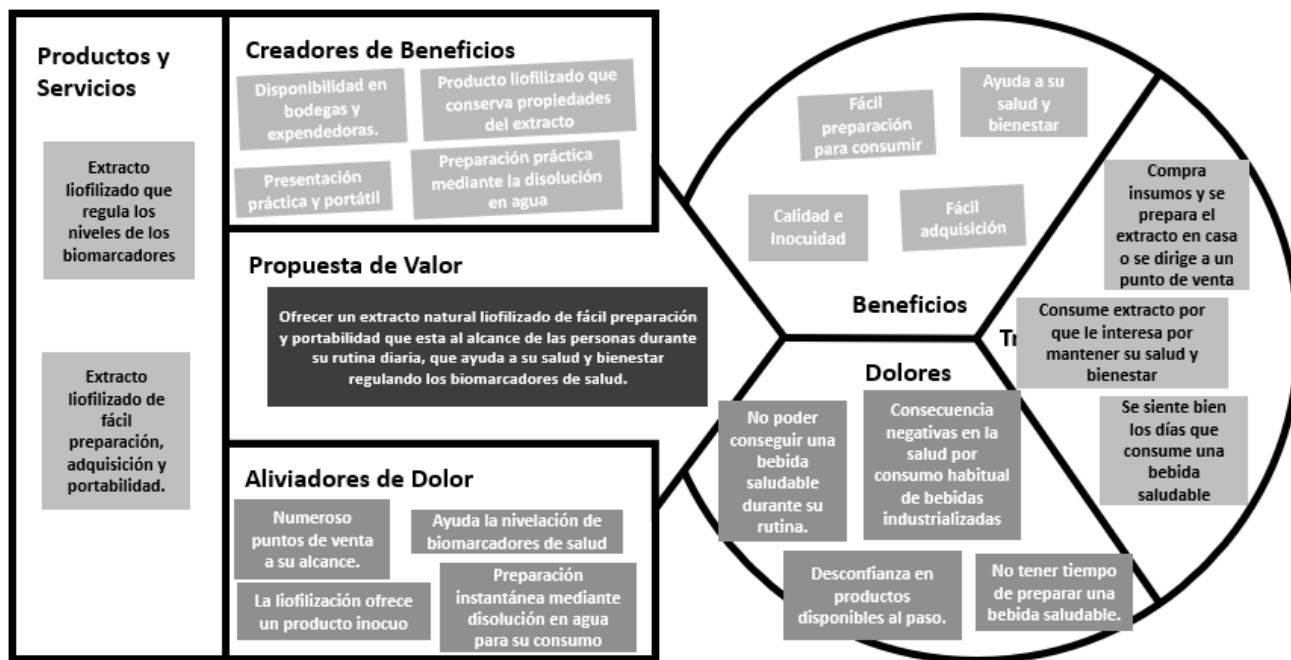 Productos y
Servicios
Extracto
liofilizado que
regula los
niveles de los
biomarcadores
Extracto
liofilizado de
fácil
preparación,
adquisición y
portabilidad.
Creadores de Beneficios
Disponibilidad en
bodegas y
expendedoras.
Producto liofilizado que
conserva propiedades
del extracto
Presentación
práctica y portátil
Preparación práctica
mediante la disolución
en agua
Propuesta de Valor
Ofrecer un extracto natural liofilizado de fácil preparación
y portabilidad que esta al alcance de las personas durante
su rutina diaria, que ayuda a su salud y bienestar
regulando los biomarcadores de salud.
Aliviadores de Dolor
Numeroso
puntos de venta
a su alcance.
Ayuda la nivelación de
biomarcadores de salud
La liofilización ofrece
un producto inocuo
Preparación
instantánea mediante
disolución en agua
para su consumo
Fácil
preparación
para consumir
Ayuda a su
salud y
bienestar
Calidad e
Inocuidad
Fácil
adquisición
Beneficios
Compra
insumos y se
prepara el
extracto en casa
o se dirige a un
punto de venta
Consume extracto por
que le interesa por
mantener su salud y
bienestar
Se siente bien
los días que
consume una
bebida
saludable
Dolores
No poder
conseguir una
bebida
saludable
durante su
rutina.
Consecuencia
negativas en la
salud por
consumo habitual
de bebidas
industrializadas
Desconfianza en
productos
disponibles al paso.
No tener tiempo
de preparar una
bebida saludable.